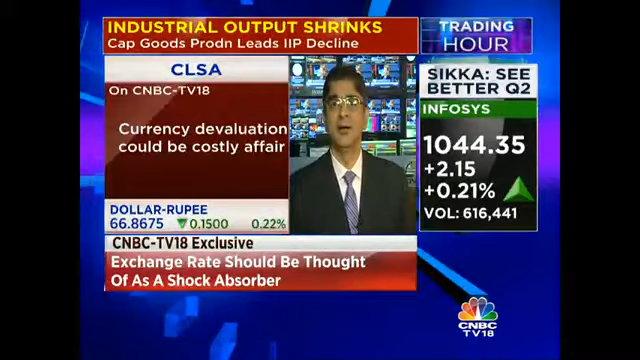 INDUSTRIAL OUTPUT SHRINKS
Cap Goods Prodn Leads IIP Decline
TRADING
HOUR
CLSA
On CNBC-TV18
Currency devaluation
could be costly affair
SIKKA: SEE
BETTER Q2
INFOSYS
1044.35
+2.15
+0.21%
VOL: 616,441
DOLLAR-RUPEE
66.8675 ▼0.1500 0.22%
CNBC-TV18 Exclusive
Exchange Rate Should Be Thought
Of As A Shock Absorber
CNBC
TV18